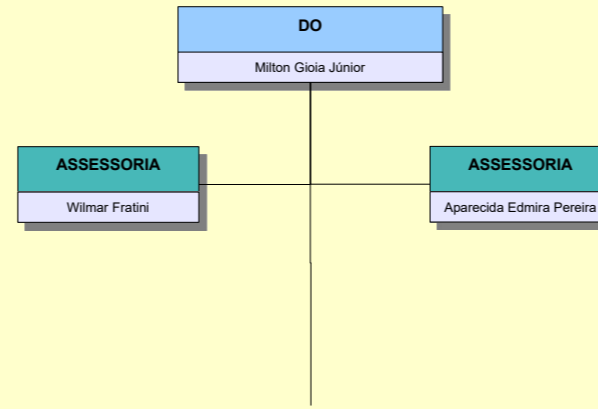 DO
Milton Gioia Júnior
ASSESSORIA
Wilmar Fratini
ASSESSORIA
Aparecida Edmira Pereira